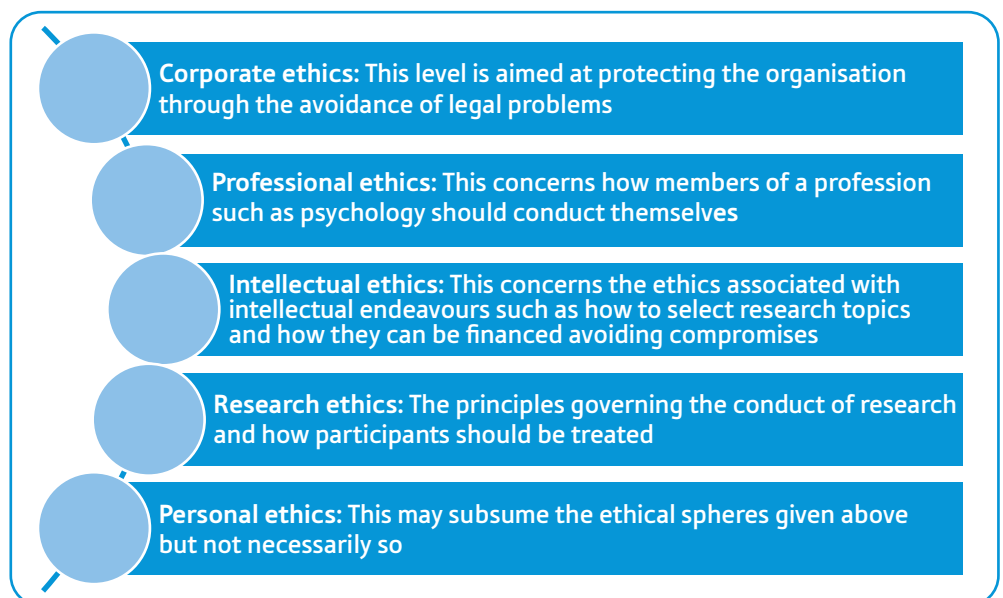 Corporate ethics: This level is aimed at protecting the organisation
through the avoidance of legal problems
Professional ethics: This concerns how members of a profession
such as psychology should conduct themselves
Intellectual ethics: This concerns the ethics associated with
intellectual endeavours such as how to select research topics
and how they can be financed avoiding compromises
Research ethics: The principles governing the conduct of research
and how participants should be treated
Personal ethics: This may subsume the ethical spheres given above
but not necessarily so